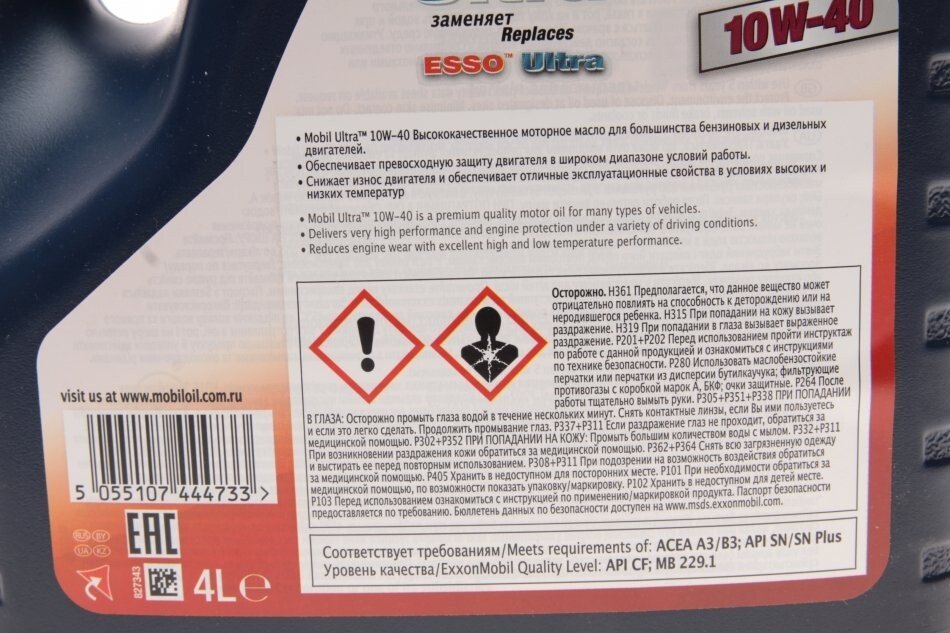 Ultra
заменяет
Replaces
ESSO™ Ultra
10W-40
• Mobil Ultra™ 10W–40 Высококачественное моторное масло для большинства бензиновых и дизельных
двигателей.
• Обеспечивает превосходную защиту двигателя в широком диапазоне условий работы.
• Снижает износ двигателя и обеспечивает отличные эксплуатационные свойства в условиях высоких и
низких температур
• Mobil Ultra™ 10W–40 is a premium quality motor oil for many types of vehicles.
• Delivers very high performance and engine protection under a variety of driving conditions.
• Reduces engine wear with excellent high and low temperature performance.
Осторожно. H361 Предполагается, что данное вещество может
отрицательно повлиять на способность к деторождению или на
неродившегося ребенка. H315 При попадании на кожу вызывает
раздражение. H319 При попадании в глаза вызывает выраженное
раздражение. P201+P202 Перед использованием пройти инструктаж
по работе с данной продукцией и ознакомиться с инструкциями
по технике безопасности. P280 Использовать маслобензостойкие
перчатки или перчатки из дисперсии бутилкаучука; фильтрующие
противогазы с коробкой марок А, БКФ; очки защитные. P264 После
работы тщательно вымыть руки. P305+P351+P338 ПРИ ПОПАДАНИИ
В ГЛАЗА: Осторожно промыть глаза водой в течение нескольких минут. Снять контактные линзы, если Вы ими пользуетесь
и если это легко сделать. Продолжить промывание глаз. P337+P311 Если раздражение глаз не проходит, обратиться за
медицинской помощью. P302+P352 ПРИ ПОПАДАНИИ НА КОЖУ: Промыть большим количеством воды с мылом. P332+P311
При возникновении раздражения кожи обратиться за медицинской помощью. P362+P364 Снять всю загрязненную одежду
и выстирать ее перед повторным использованием. P308+P311 При подозрении на возможность воздействия обратиться
за медицинской помощью. P405 Хранить в недоступном для посторонних месте. P101 При необходимости обратиться за
медицинской помощью, по возможности показать упаковку/маркировку. P102 Хранить в недоступном для детей месте.
P103 Перед использованием ознакомиться с инструкцией по применению/маркировкой продукта. Паспорт безопасности
предоставляется по требованию. Бюллетень данных по безопасности доступен на www.msds.exxonmobil.com.
Соответствует требованиям/Meets requirements of: ACEA A3/B3; API SN/SN Plus
Уровень качества/ExxonMobil Quality Level: API CF; MB 229.1
visit us at www.mobiloil.com.ru
5 055107 444733 >
RUS BY
UA KZ
EAC
827343
4L℮